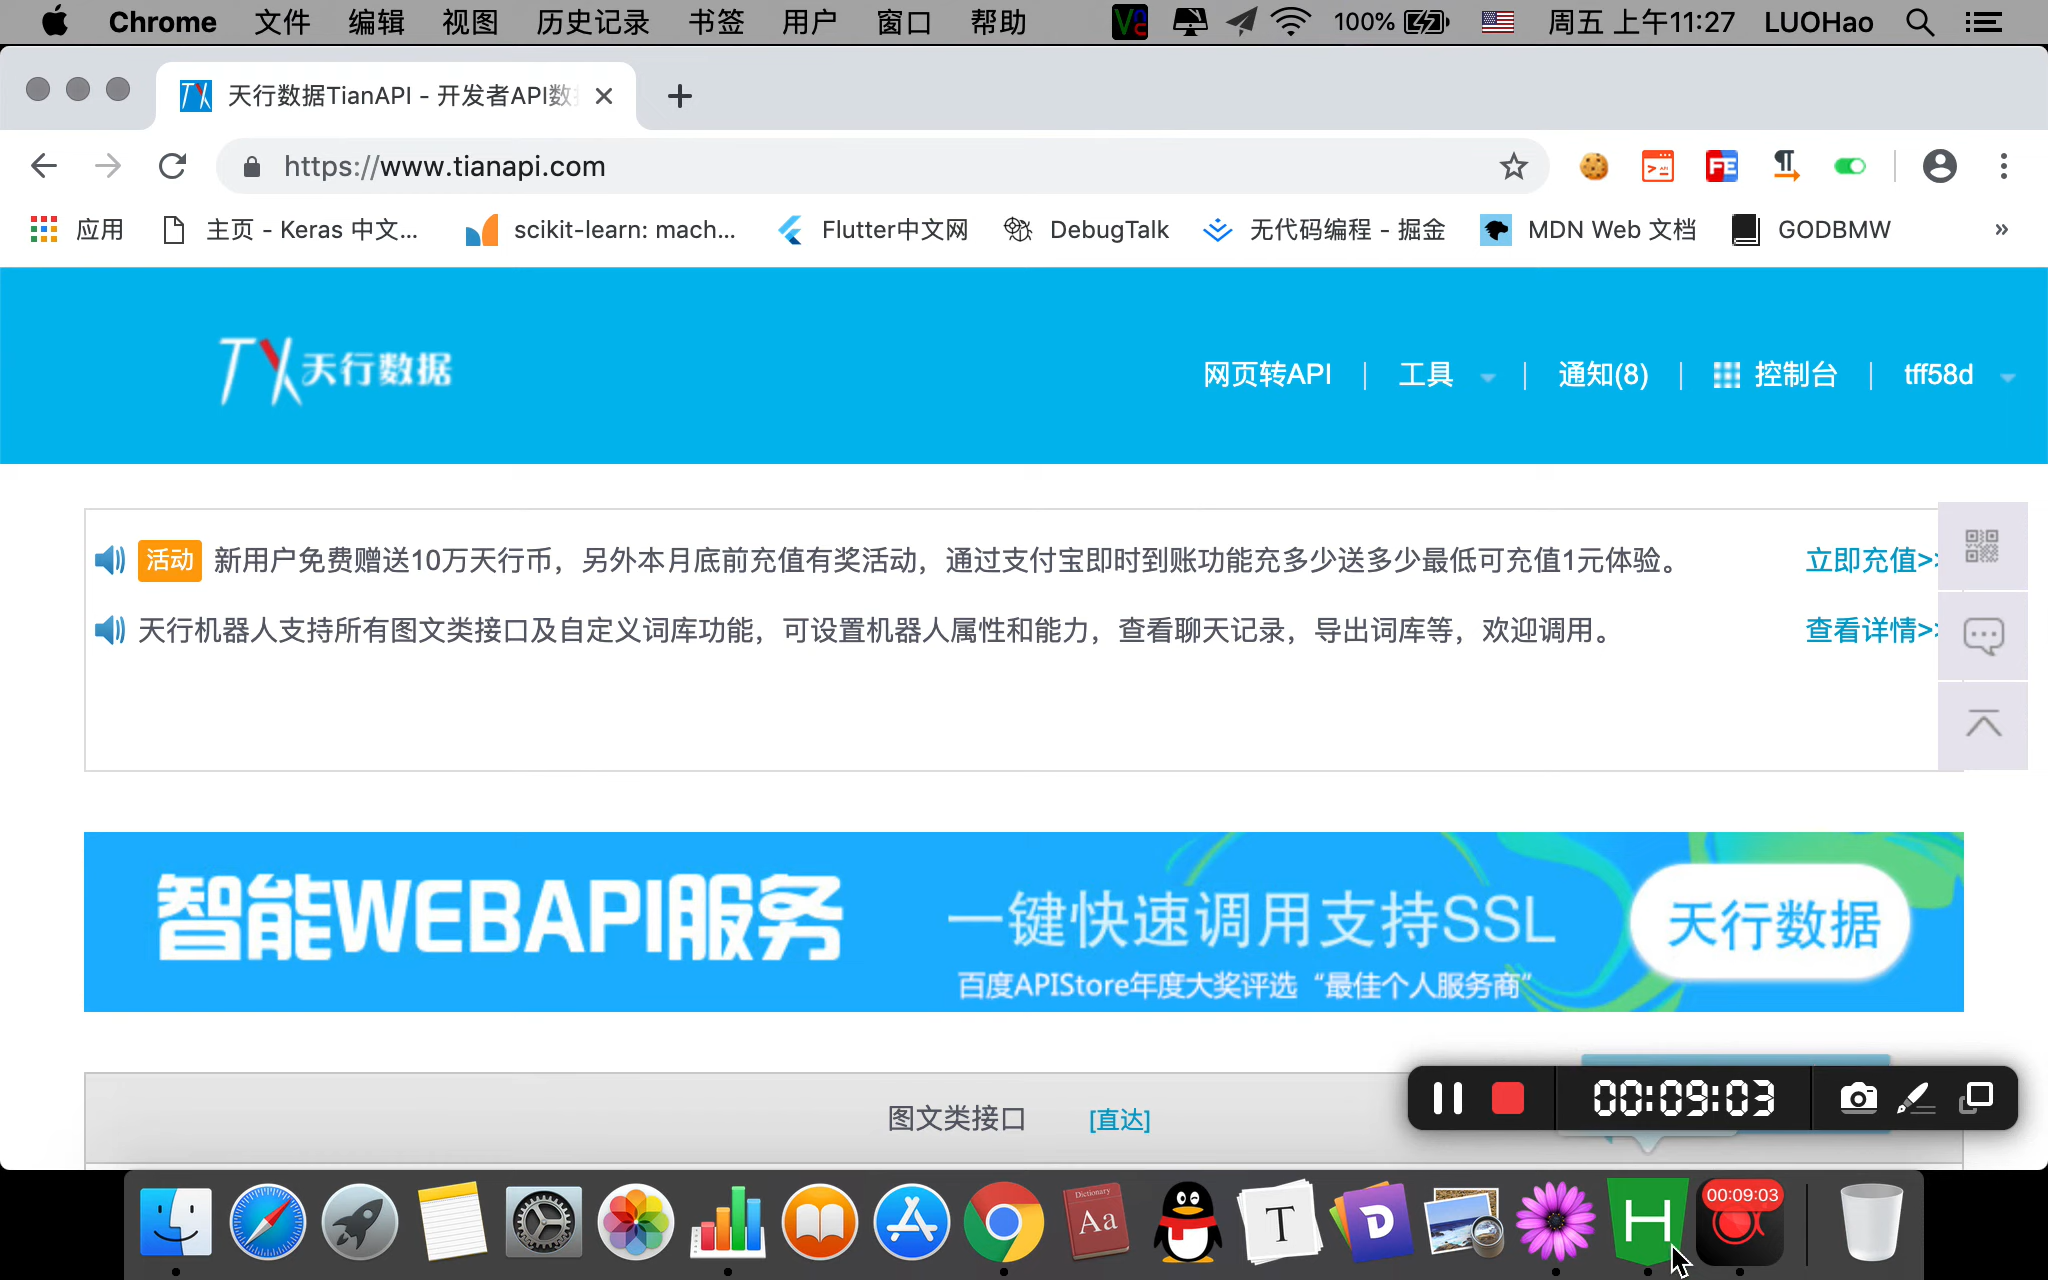 Chrome 文件 编辑 视图 历史记录 书签 用户 窗口 帮助 100% 周五 上午11:27 LUOHao
天行数据TianAPI - 开发者API数
https://www.tianapi.com
应用 主页 - Keras 中文... scikit-learn: mach... Flutter中文网 DebugTalk 无代码编程 - 掘金 MDN Web 文档 GODBMW »
TX天行数据
网页转API | 工具 | 通知(8) | 控制台 | tff58d
活动 新用户免费赠送10万天行币，另外本月底前充值有奖活动，通过支付宝即时到账功能充多少送多少最低可充值1元体验。 立即充值>>
天行机器人支持所有图文类接口及自定义词库功能，可设置机器人属性和能力，查看聊天记录，导出词库等，欢迎调用。 查看详情>>
智能WEBAPI服务
一键快速调用支持SSL
天行数据
百度APIStore年度大奖评选“最佳个人服务商”
图文类接口 [直达]
00:09:03
Dictionary
Aa
T
D
H
00:09:03